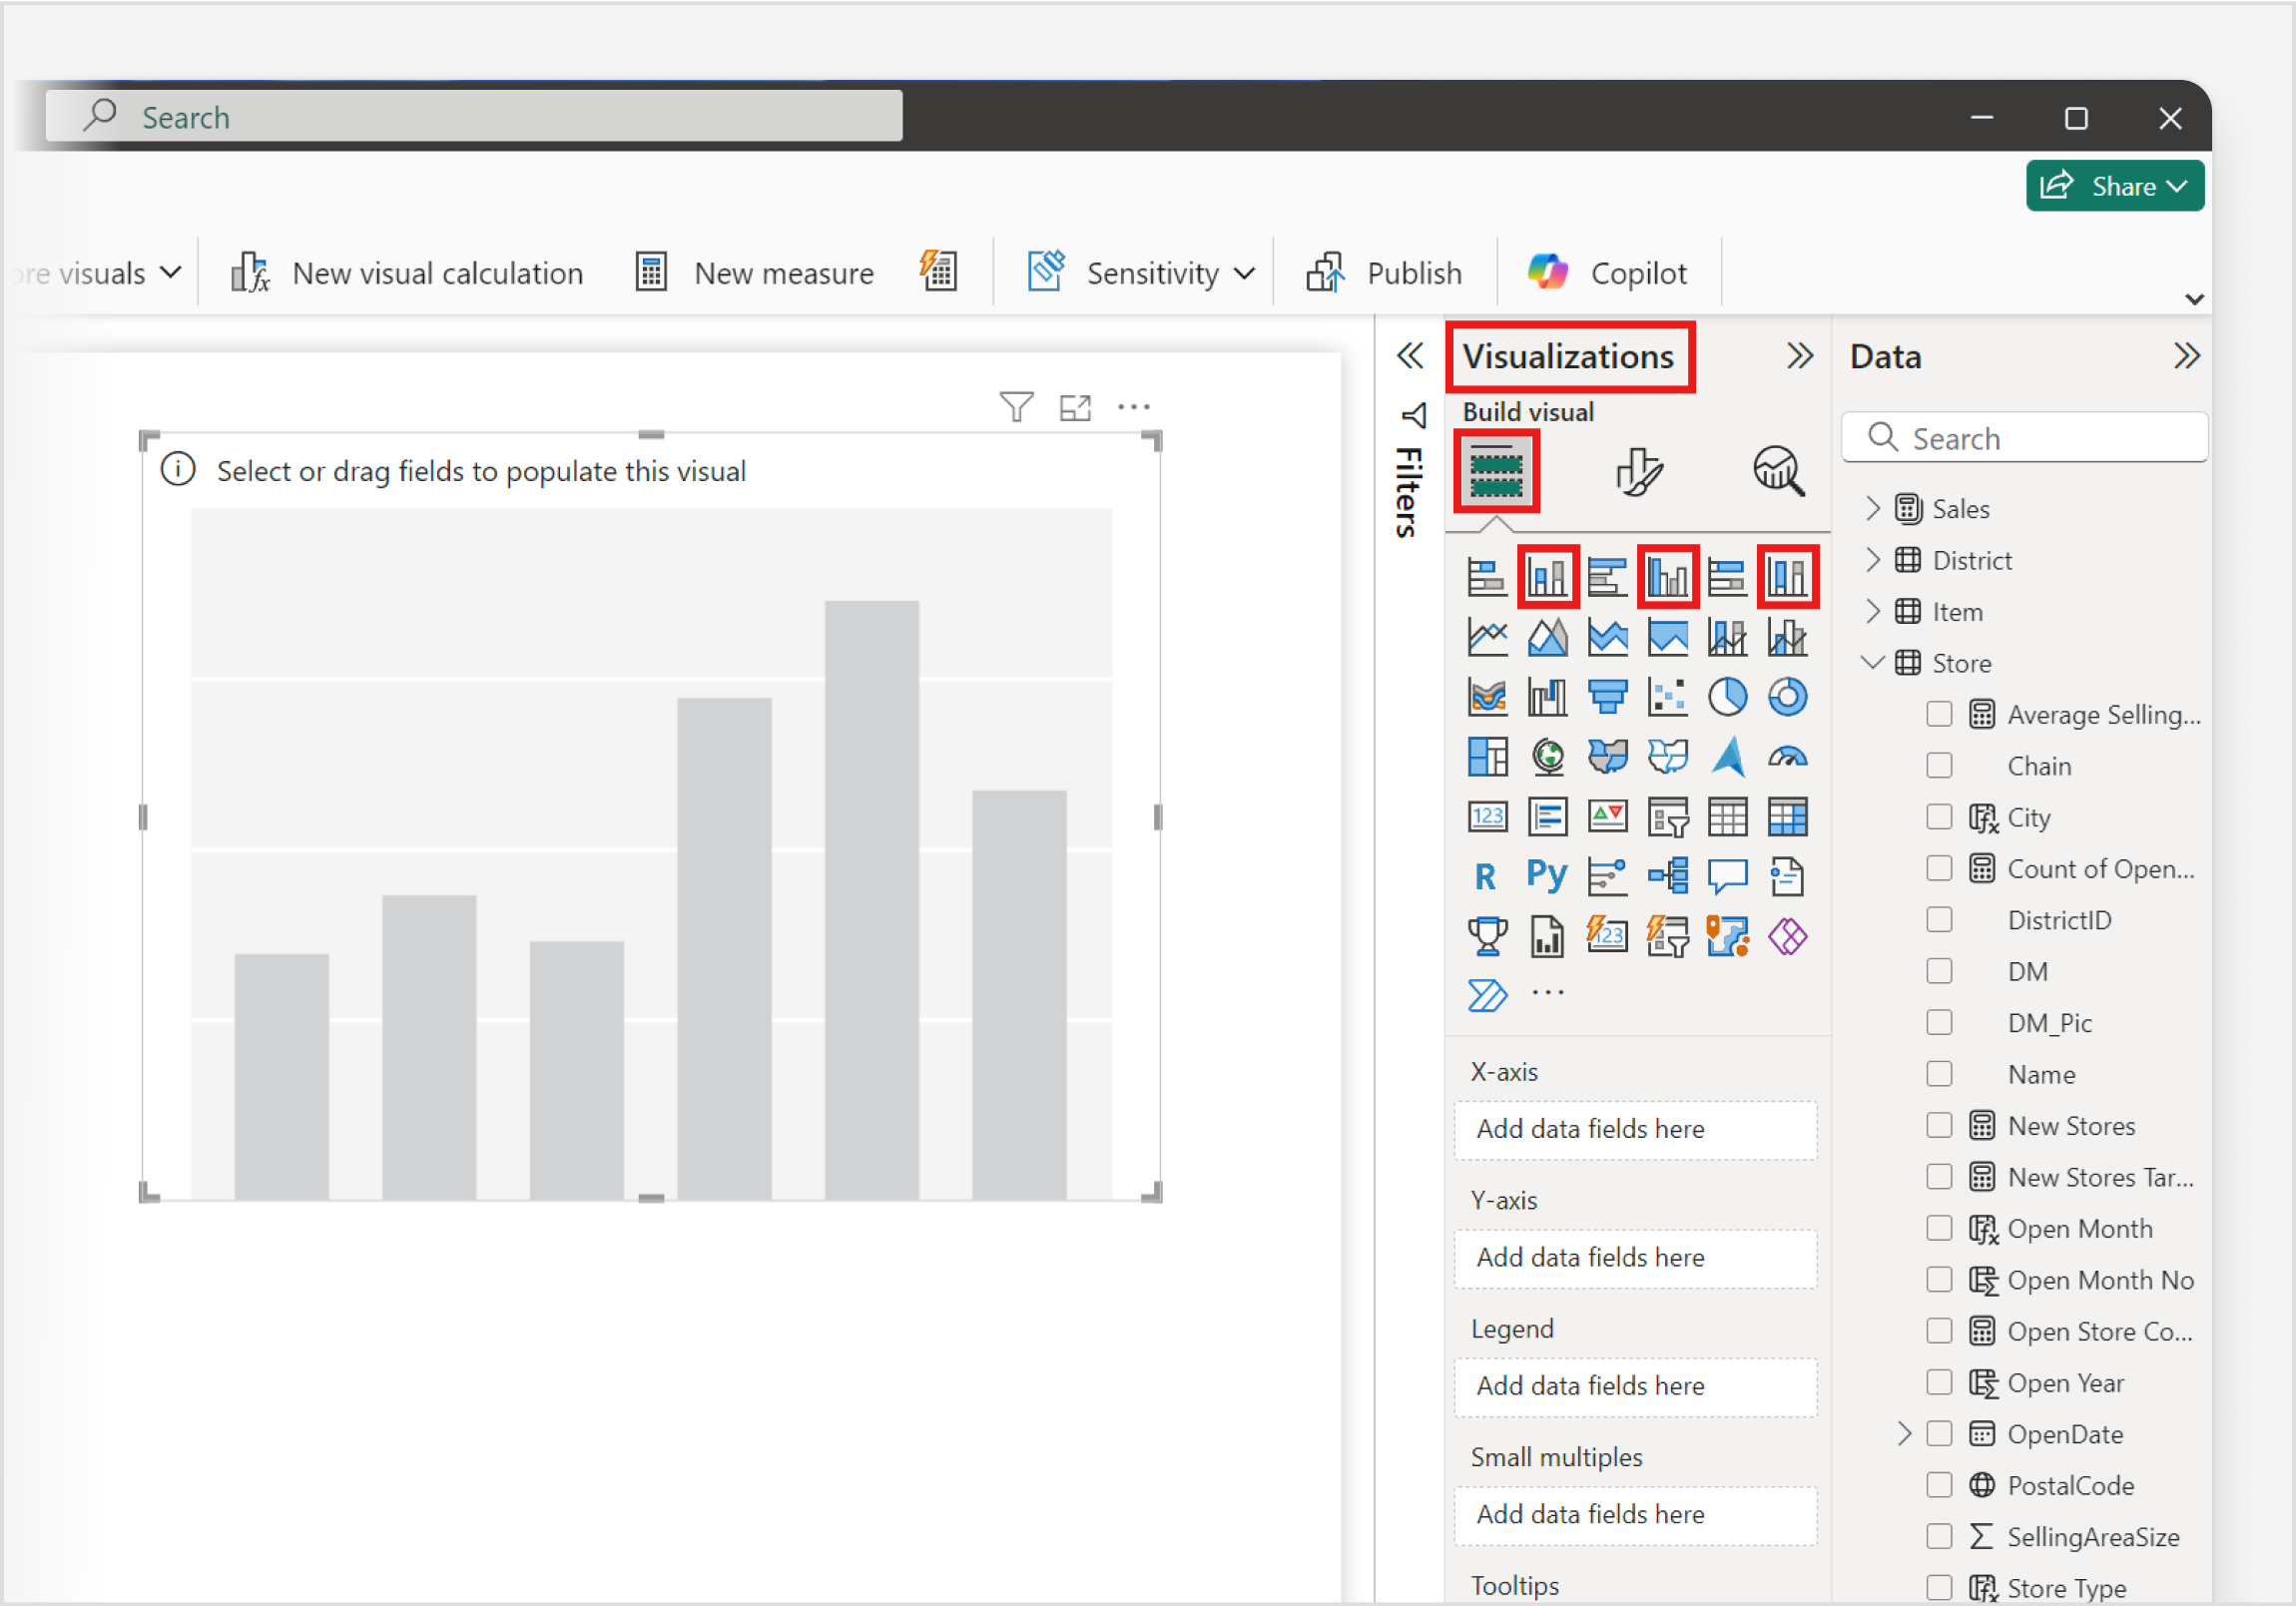 Search
Share
ore visuals
New visual calculation
New measure
Sensitivity
Publish
Copilot
Select or drag fields to populate this visual
Filters
Visualizations
Build visual
123
R
Py
123
X-axis
Add data fields here
Y-axis
Add data fields here
Legend
Add data fields here
Small multiples
Add data fields here
Tooltips
Data
Search
Sales
District
Item
Store
Average Selling...
Chain
City
Count of Open...
DistrictID
DM
DM_Pic
Name
New Stores
New Stores Tar...
Open Month
Open Month No
Open Store Co...
Open Year
OpenDate
PostalCode
SellingAreaSize
Store Type